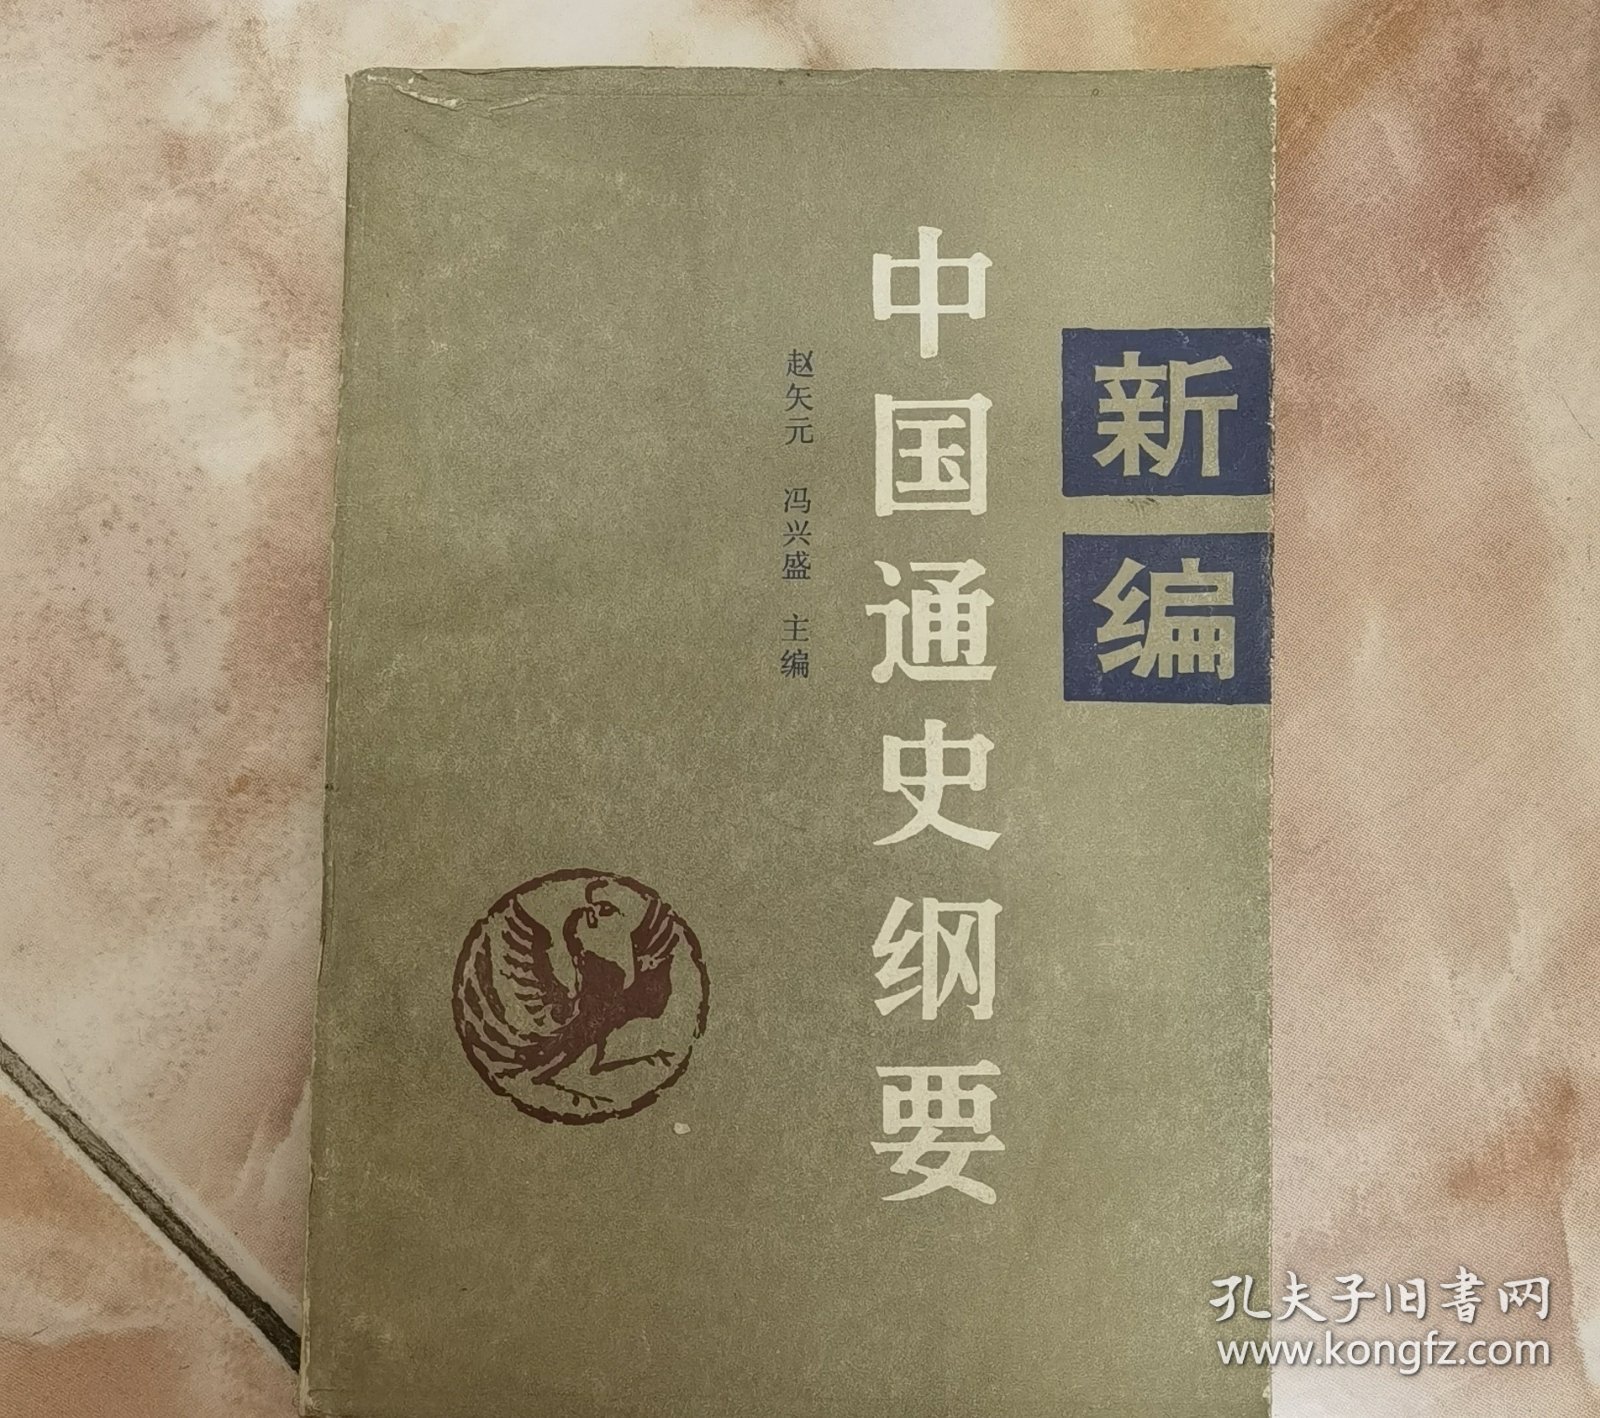 新编
中国通史纲要
赵矢元 冯兴盛 主编
孔夫子旧書网
www.kongfz.com